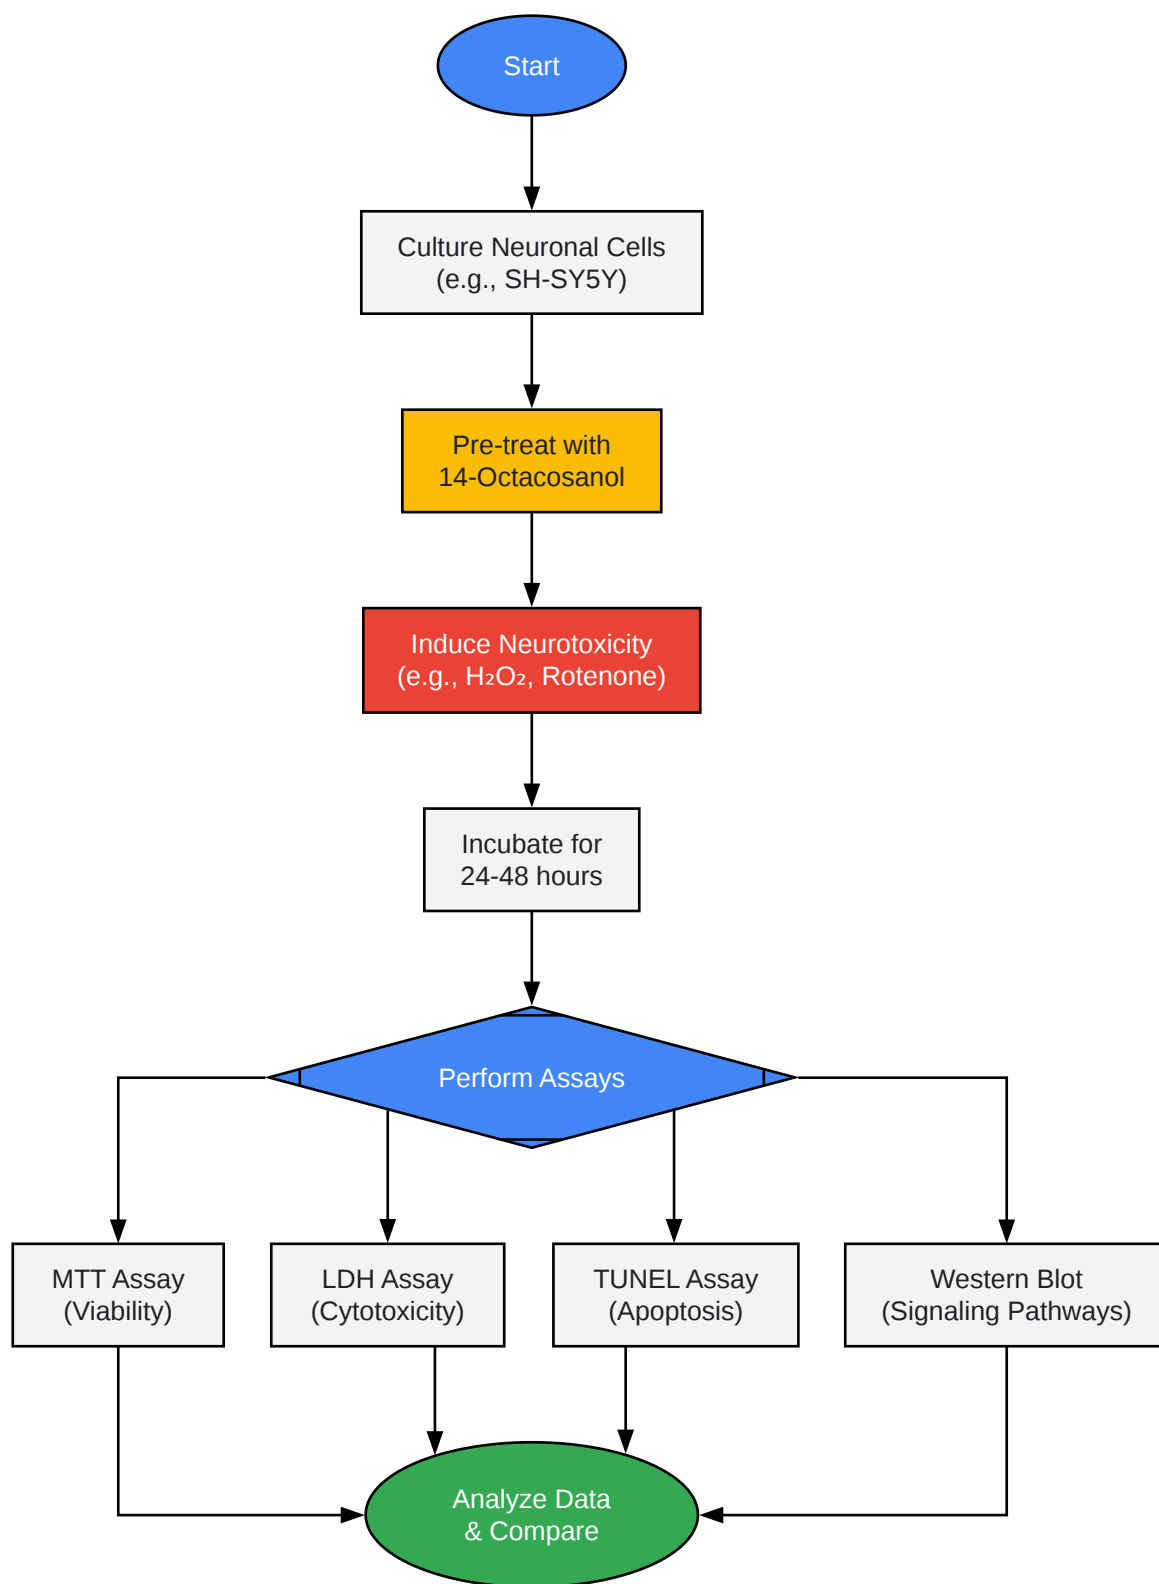 Start
Culture Neuronal Cells
(e.g., SH-SY5Y)
Pre-treat with
14-Octacosanol
Induce Neurotoxicity
(e.g., H₂O₂, Rotenone)
Incubate for
24-48 hours
Perform Assays
MTT Assay
(Viability)
LDH Assay
(Cytotoxicity)
TUNEL Assay
(Apoptosis)
Western Blot
(Signaling Pathways)
Analyze Data
& Compare